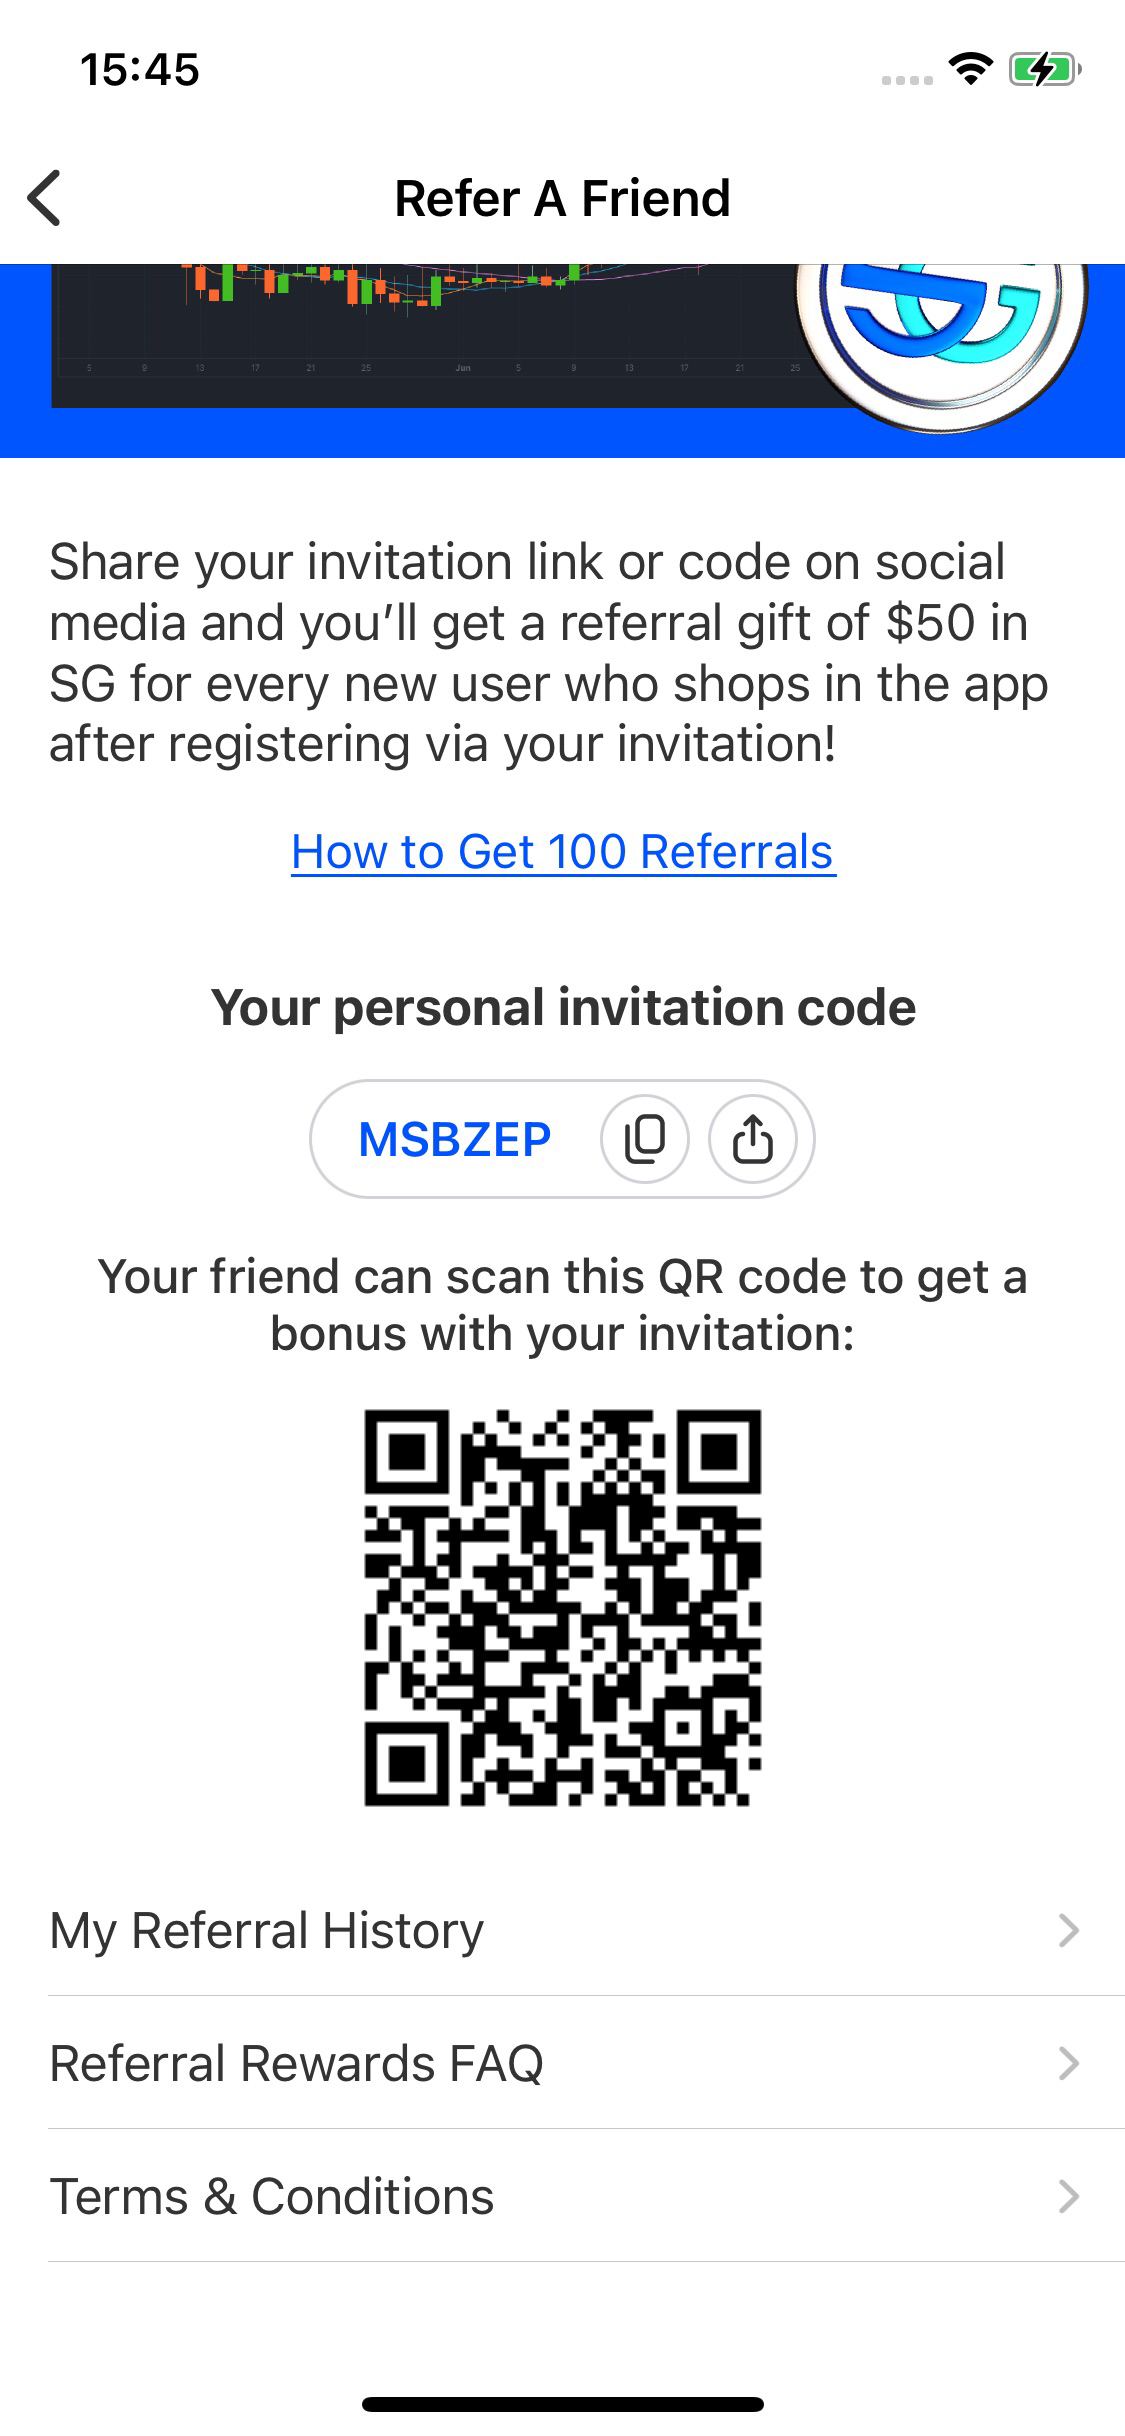 15:45
Refer A Friend
5 9 13 17 21 25 Jun 5 9 13 17 21 25
SG
Share your invitation link or code on social
media and you’ll get a referral gift of $50 in
SG for every new user who shops in the app
after registering via your invitation!
How to Get 100 Referrals
Your personal invitation code
MSBZEP
Your friend can scan this QR code to get a
bonus with your invitation:
My Referral History
Referral Rewards FAQ
Terms & Conditions